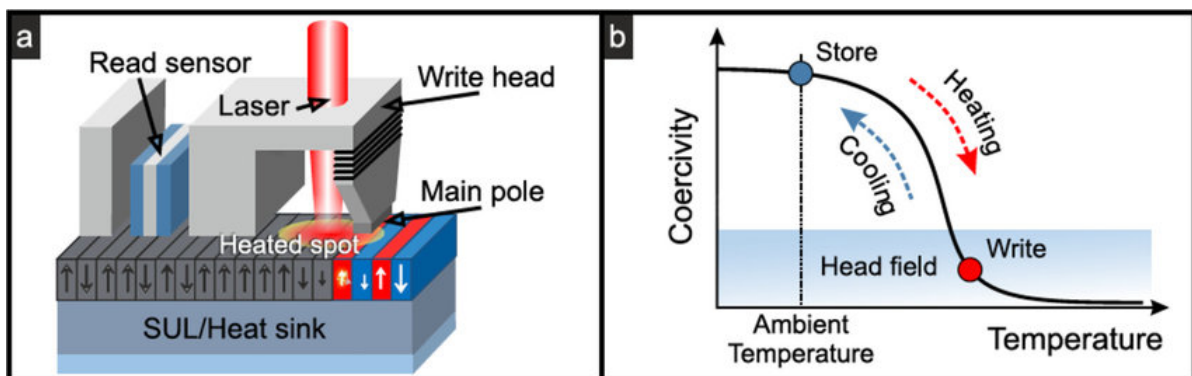 a
Read sensor
Laser
Write head
Main pole
Heated spot
SUL/Heat sink
b
Store
Heating
Cooling
Coercivity
Write
Head field
Ambient
Temperature
Temperature